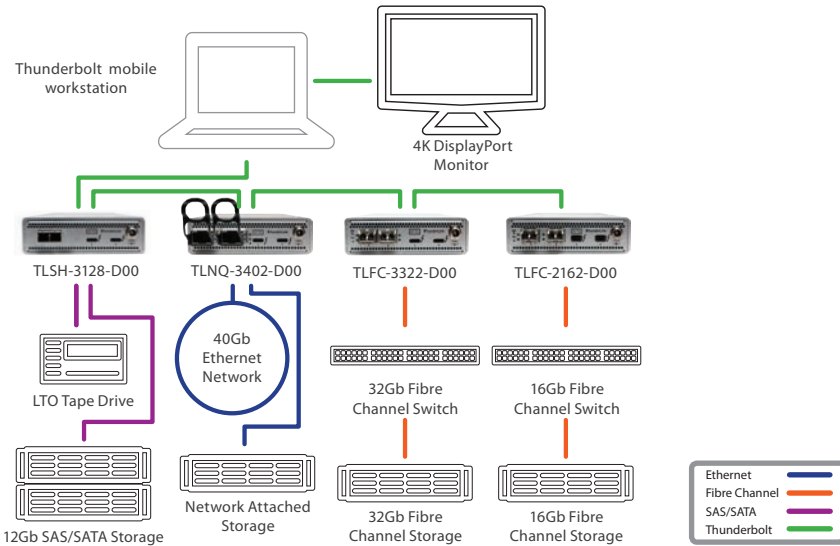 Thunderbolt mobile
workstation
4K DisplayPort
Monitor
TLSH-3128-D00
TLNQ-3402-D00
TLFC-3322-D00
TLFC-2162-D00
40Gb
Ethernet
Network
LTO Tape Drive
32Gb Fibre
Channel Switch
16Gb Fibre
Channel Switch
12Gb SAS/SATA Storage
Network Attached
Storage
32Gb Fibre
Channel Storage
16Gb Fibre
Channel Storage
Ethernet
Fibre Channel
SAS/SATA
Thunderbolt